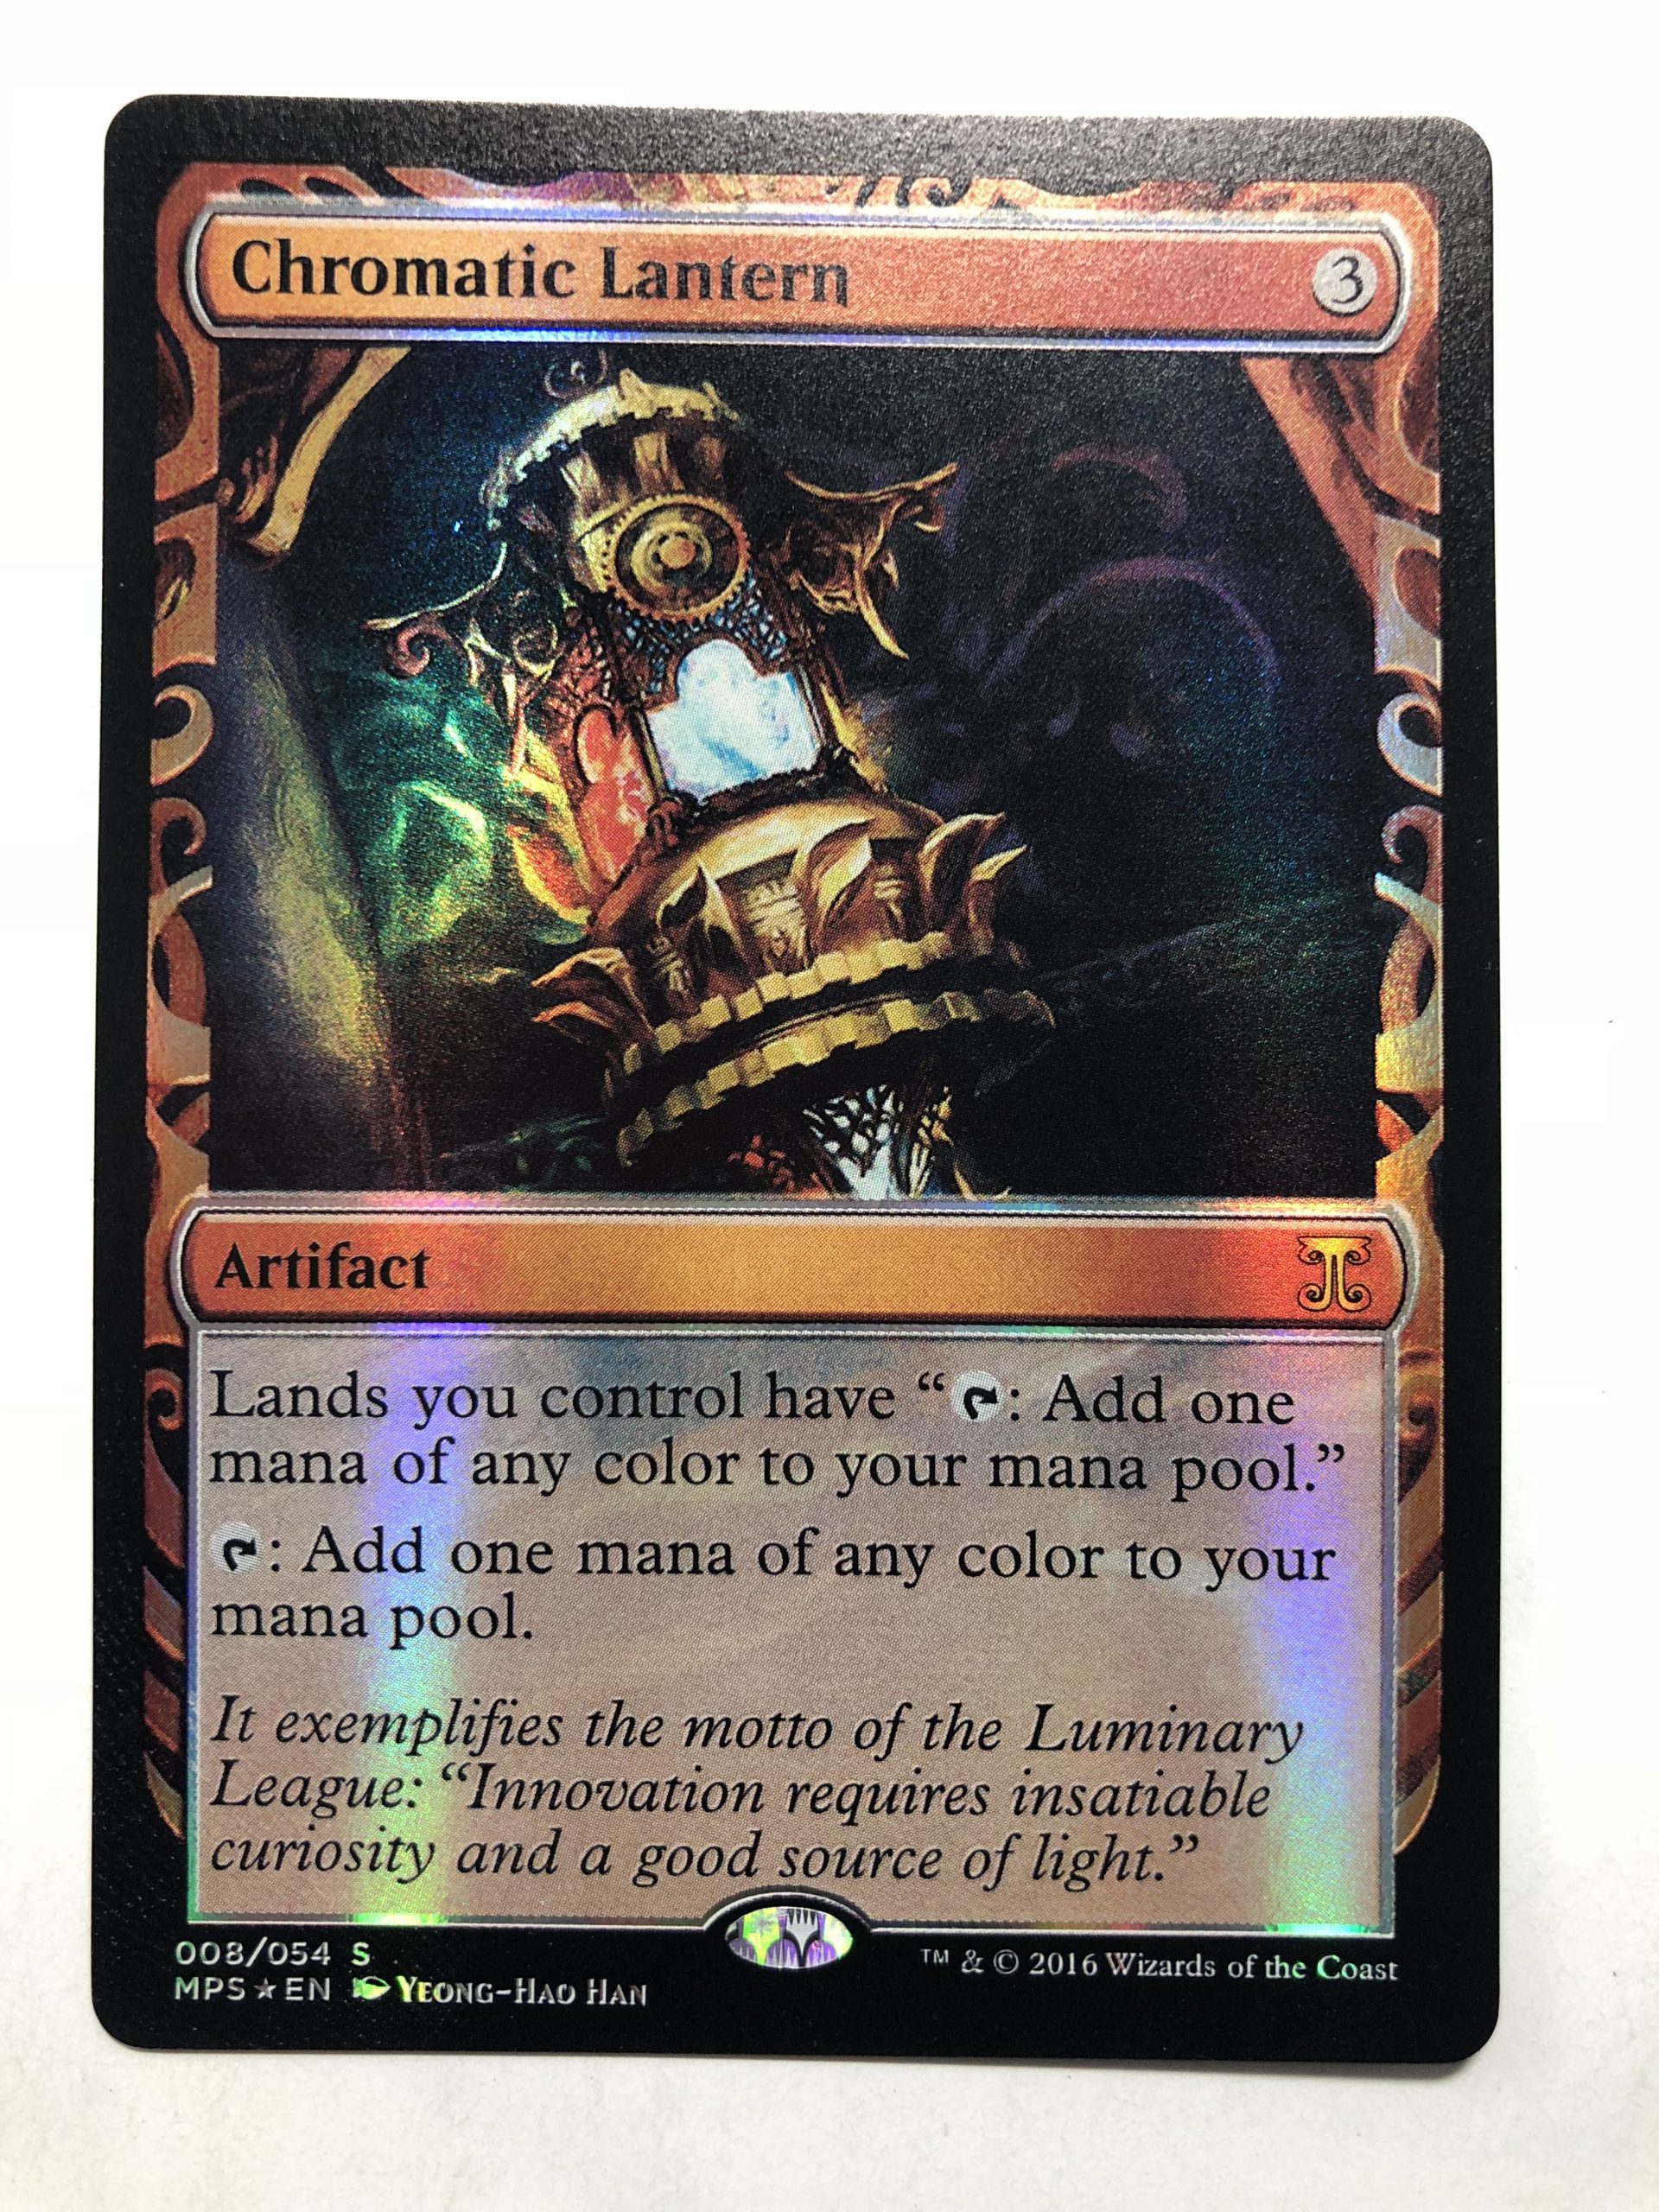 Chromatic Lantern 3
Artifact
Lands you control have “: Add one
mana of any color to your mana pool.”
: Add one mana of any color to your
mana pool.
It exemplifies the motto of the Luminary
League: “Innovation requires insatiable
curiosity and a good source of light.”
008/054 S
MPS★EN Yeong-Hao Han
™ & © 2016 Wizards of the Coast